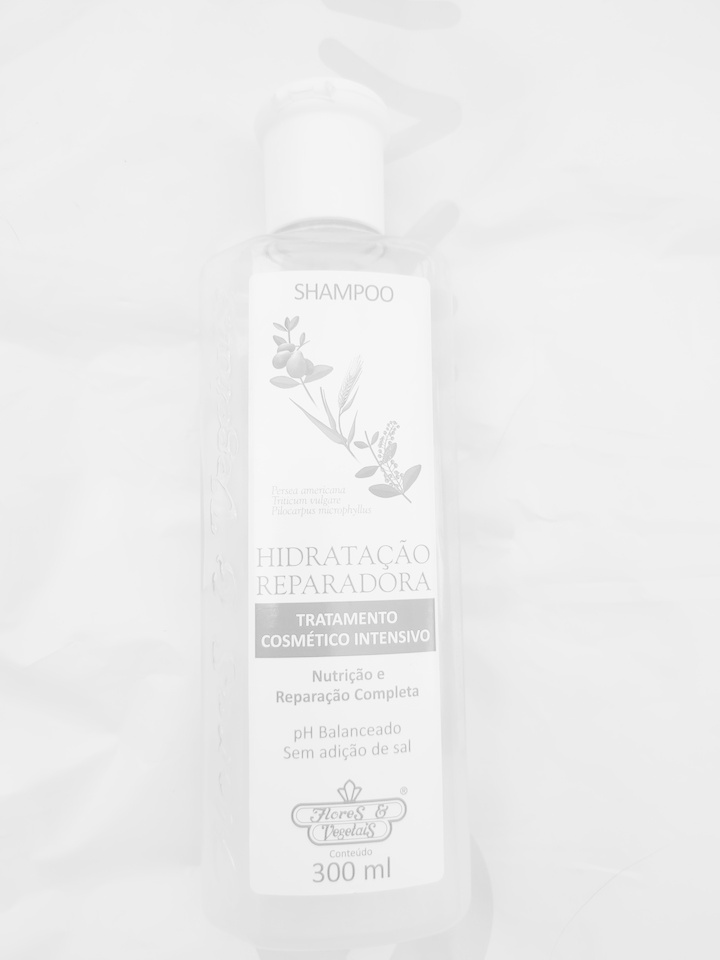 SHAMPOO
Persea americana
Triticum vulgare
Pilocarpus microphyllus
HIDRATAÇÃO
REPARADORA
TRATAMENTO
COSMÉTICO INTENSIVO
Nutrição e
Reparação Completa
pH Balanceado
Sem adição de sal
®
Flores &
Vegetais
Conteúdo
300 ml